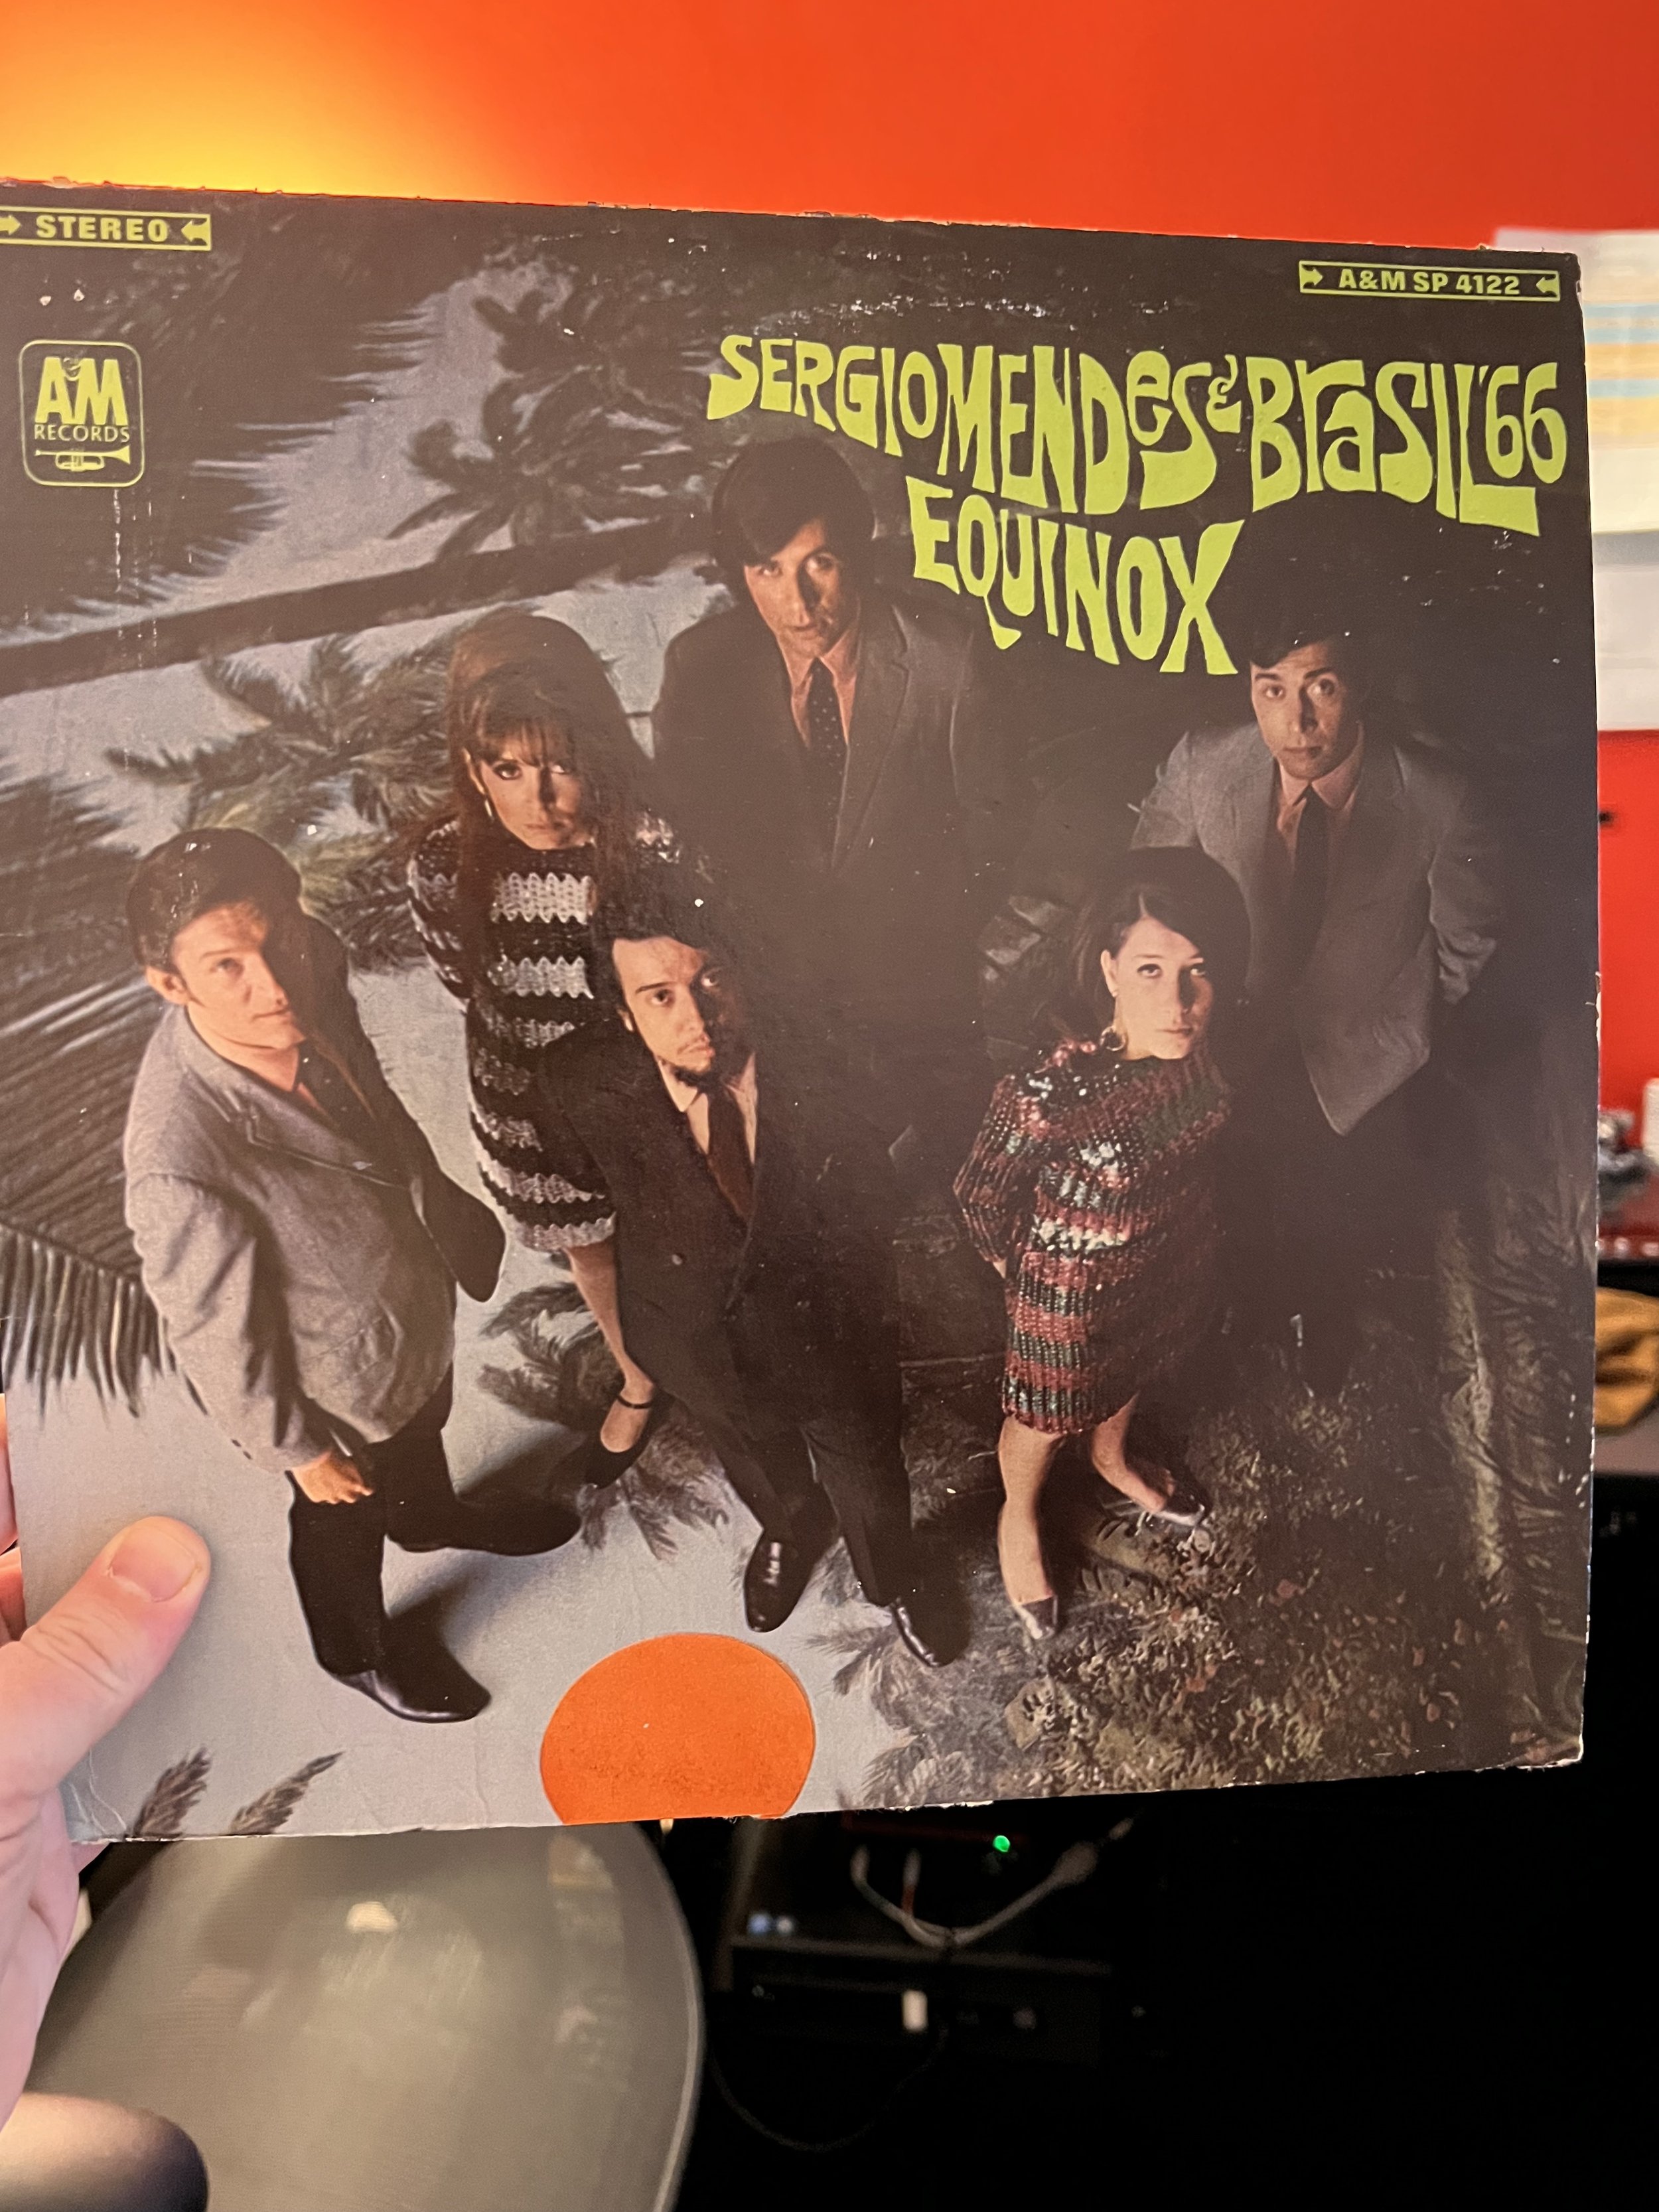 STEREO
A&M SP 4122
A&M
RECORDS
SERGIO MENDES & BRASIL '66
EQUINOX